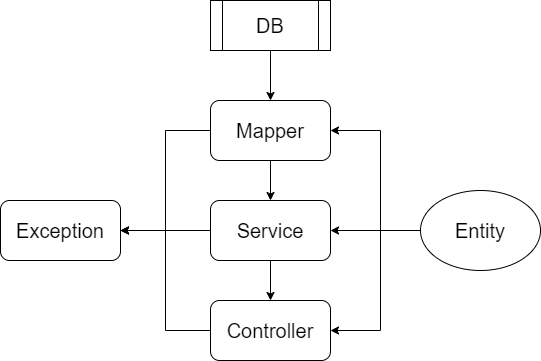 DB
Mapper
Exception
Service
Entity
Controller